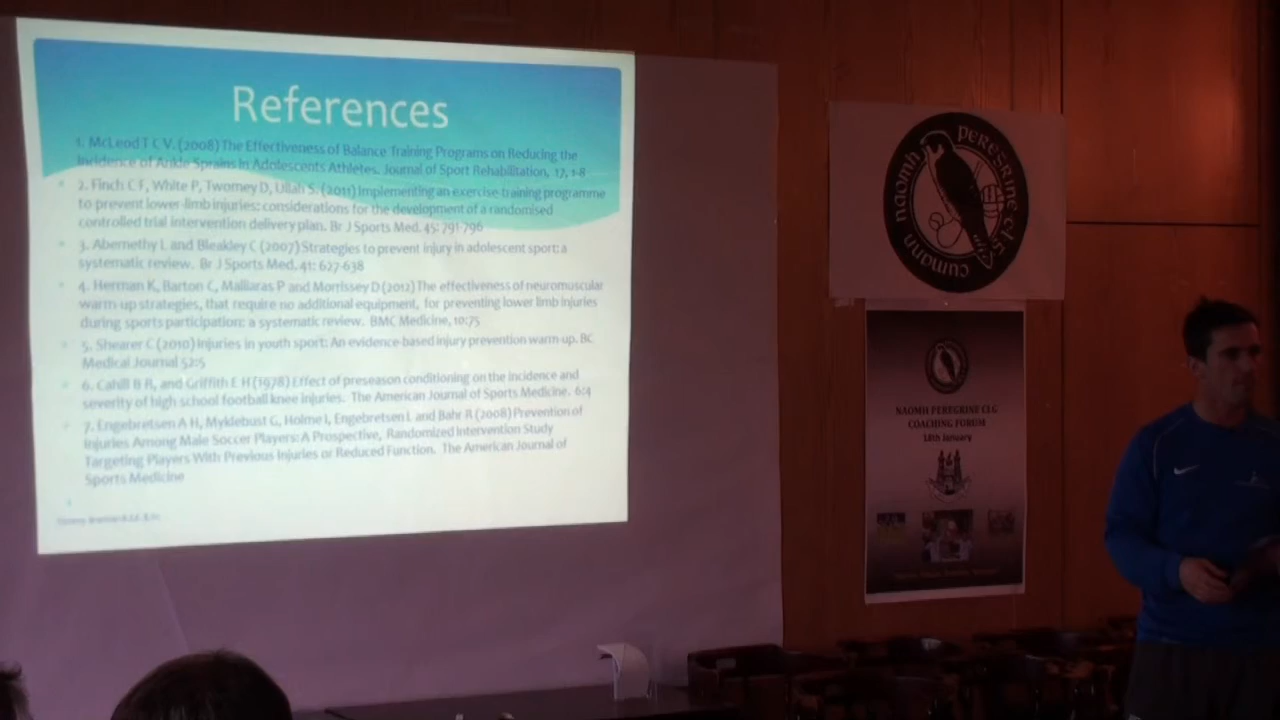 References
1. McLeod T C V. (2008) The Effectiveness of Balance Training Programs on Reducing the
Incidence of Ankle Sprains in Adolescents Athletes. Journal of Sport Rehabilitation, 17, 1-8
2. Finch C F, White P, Twomey D, Ullah S. (2011) Implementing an exercise-training programme
to prevent lower-limb injuries: considerations for the development of a randomised
controlled trial intervention delivery plan. Br J Sports Med. 45: 791-796
3. Abernethy L and Bleakley C (2007) Strategies to prevent injury in adolescent sport: a
systematic review. Br J Sports Med. 41: 627-638
4. Herman K, Barton C, Malliaras P and Morrissey D (2012) The effectiveness of neuromuscular
warm-up strategies, that require no additional equipment, for preventing lower limb injuries
during sports participation: a systematic review. BMC Medicine, 10:75
5. Shearer C (2010) Injuries in youth sport: An evidence-based injury prevention warm-up. BC
Medical Journal 52:5
6. Cahill B R, and Griffith E H (1978) Effect of preseason conditioning on the incidence and
severity of high school football knee injuries. The American Journal of Sports Medicine. 6:4
7. Engebretsen A H, Myklebust G, Holme I, Engebretsen L and Bahr R (2008) Prevention of
Injuries Among Male Soccer Players: A Prospective, Randomized Intervention Study
Targeting Players With Previous Injuries or Reduced Function. The American Journal of
Sports Medicine
cumann naomh peregrine clg
NAOMH PEREGRINE CLG
COACHING FORUM
18th January